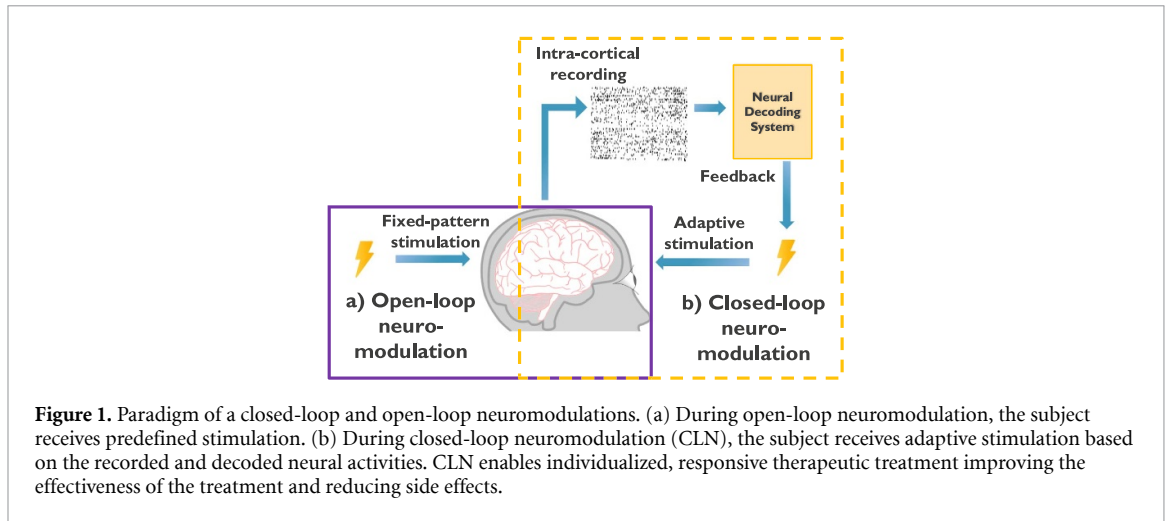 Intra-cortical
recording
Neural
Decoding
System
Feedback
Fixed-pattern
stimulation
Adaptive
stimulation
a) Open-loop
neuro-
modulation
b) Closed-loop
neuro-
modulation
Figure 1. Paradigm of a closed-loop and open-loop neuromodulations. (a) During open-loop neuromodulation, the subject
receives predefined stimulation. (b) During closed-loop neuromodulation (CLN), the subject receives adaptive stimulation based
on the recorded and decoded neural activities. CLN enables individualized, responsive therapeutic treatment improving the
effectiveness of the treatment and reducing side effects.